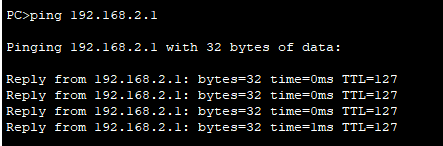 PC>ping 192.168.2.1
Pinging 192.168.2.1 with 32 bytes of data:
Reply from 192.168.2.1: bytes=32 time=0ms TTL=127
Reply from 192.168.2.1: bytes=32 time=0ms TTL=127
Reply from 192.168.2.1: bytes=32 time=0ms TTL=127
Reply from 192.168.2.1: bytes=32 time=1ms TTL=127